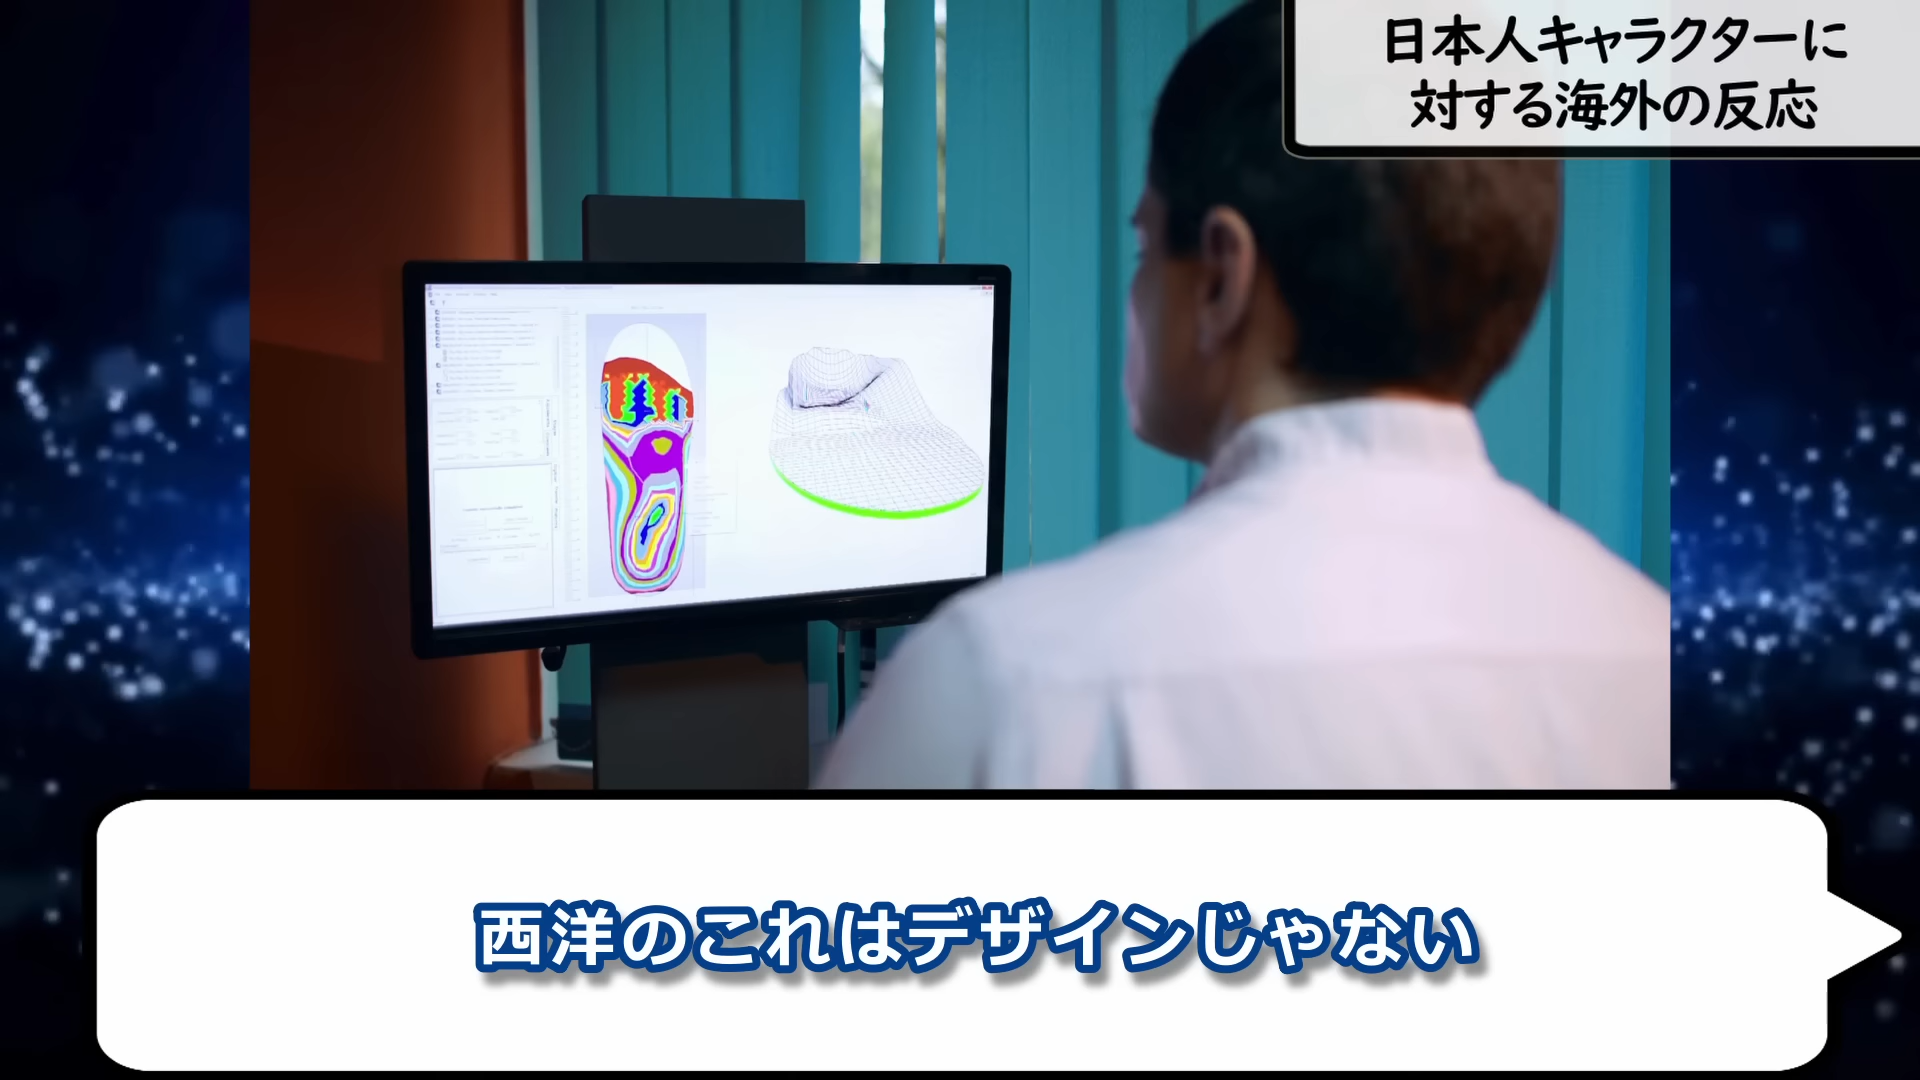 日本人キャラクターに
対する海外の反応
西洋のこれはデザインじゃない